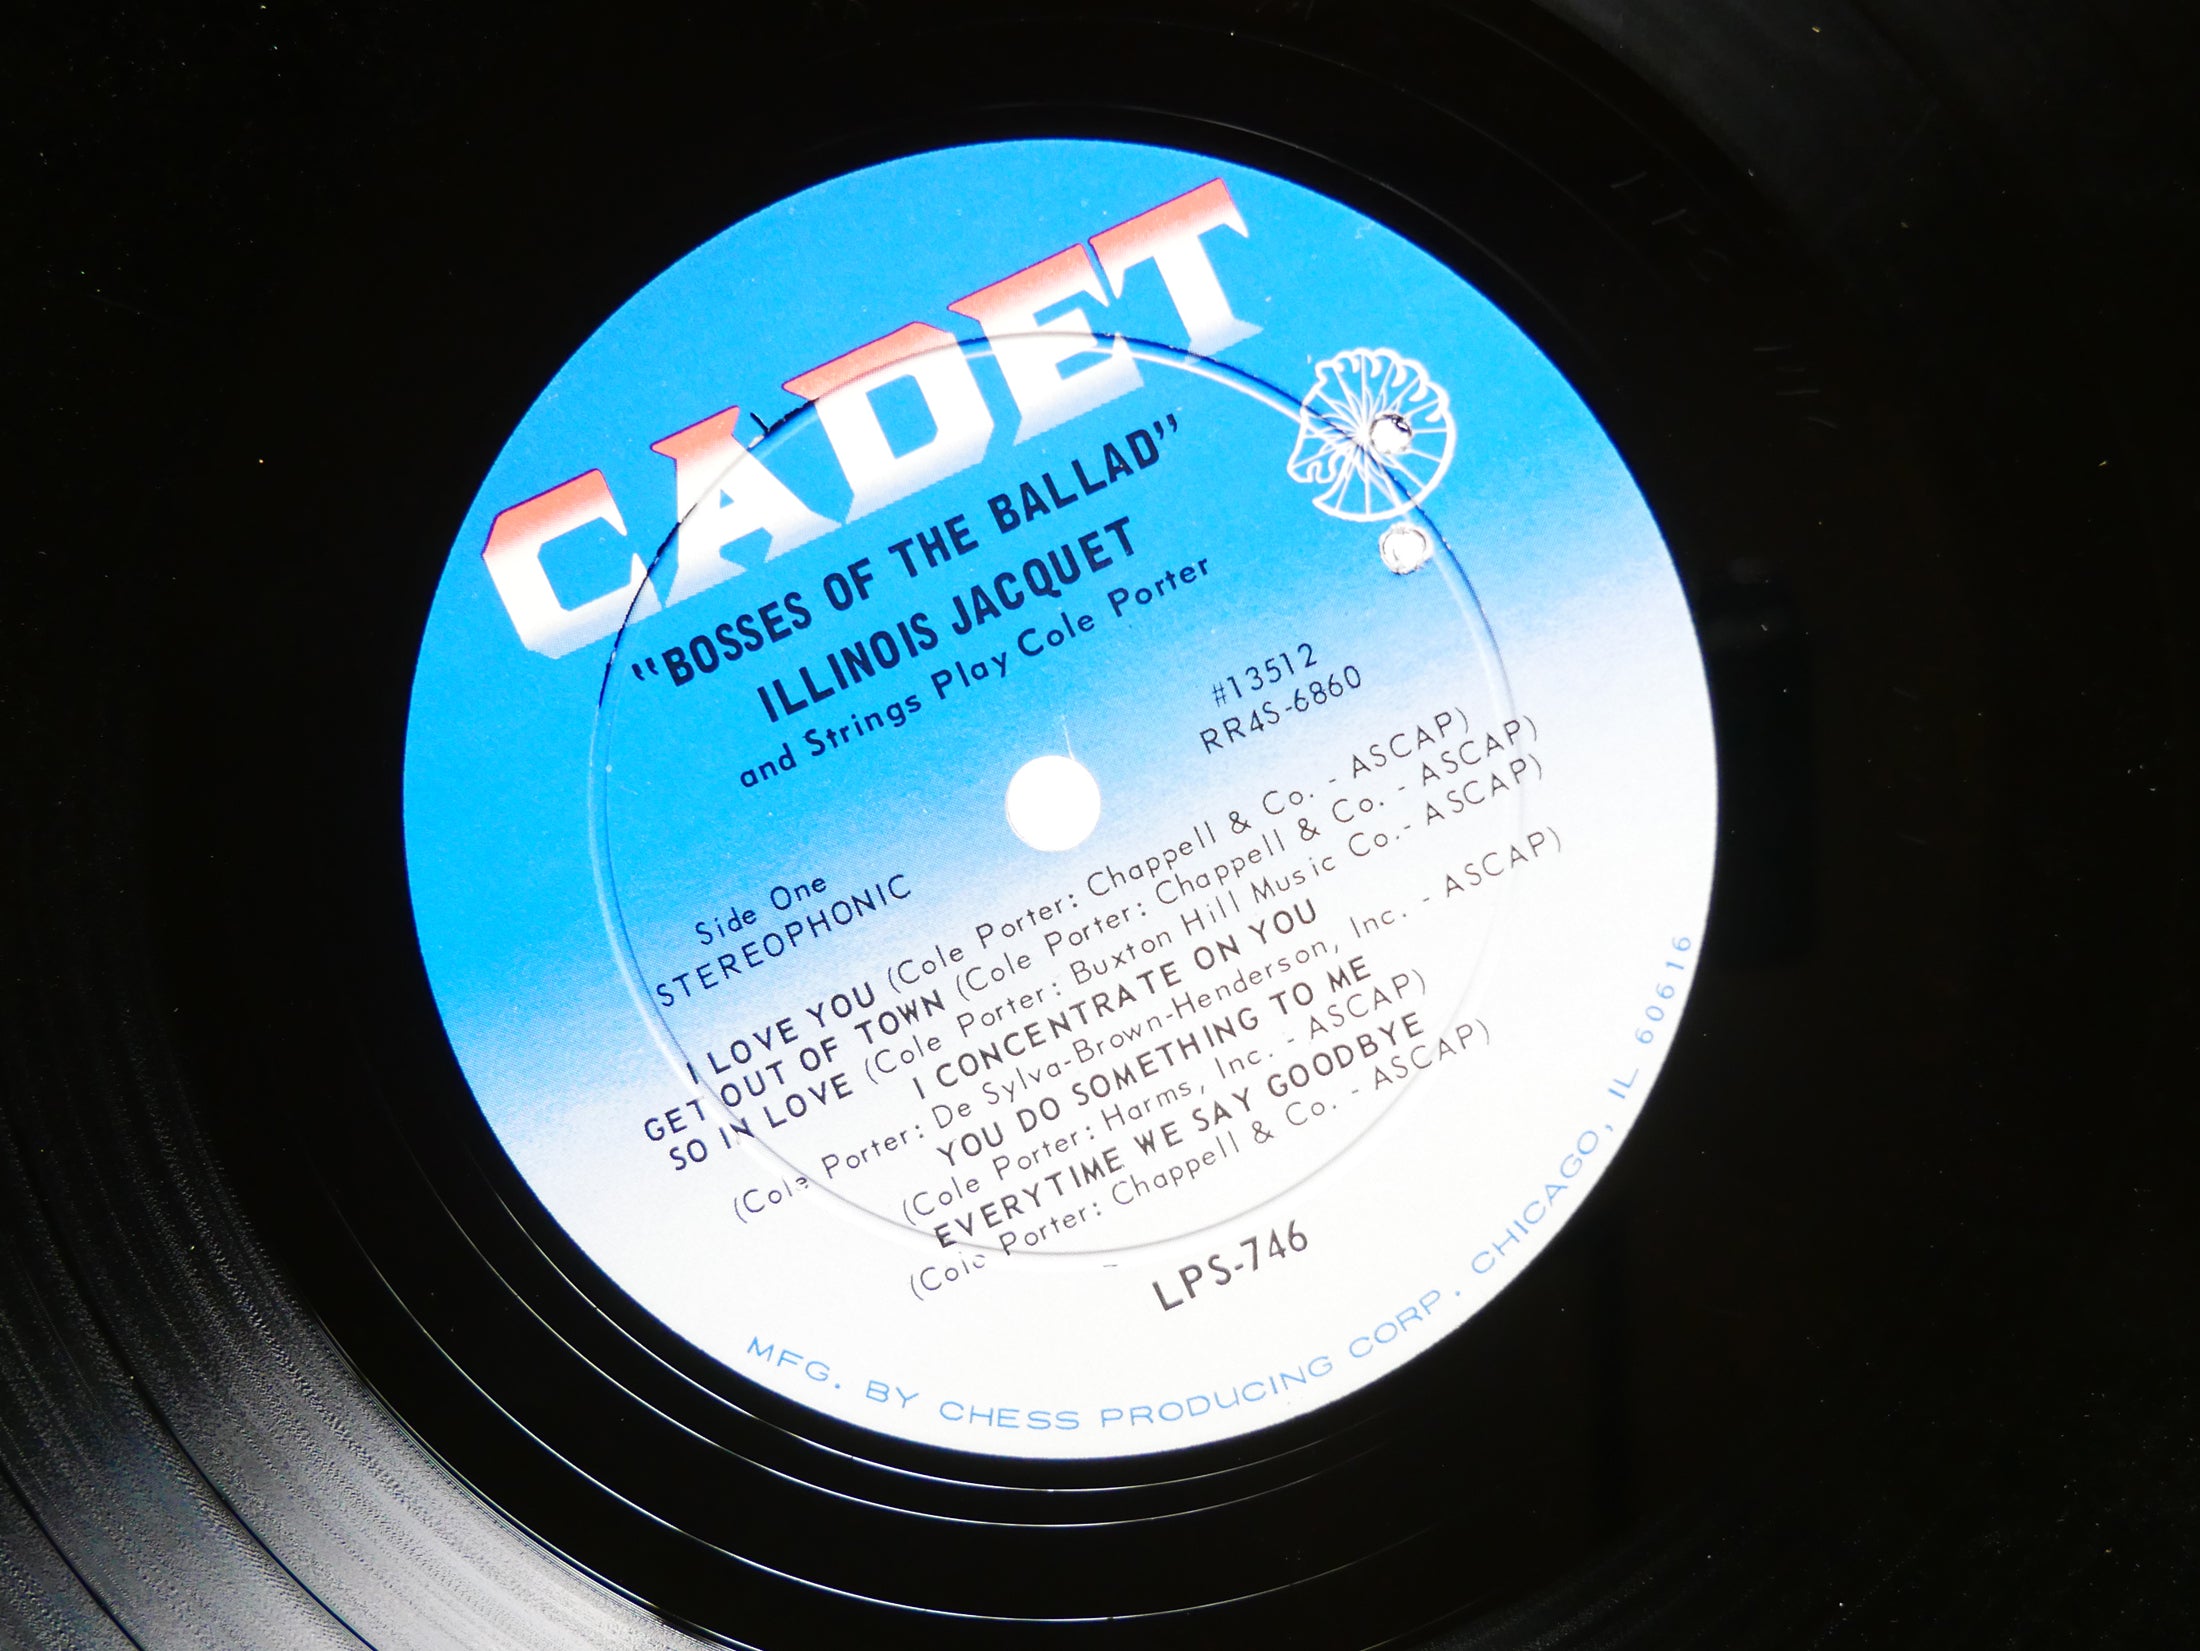 CADET
"BOSSES OF THE BALLAD"
ILLINOIS JACQUET
and Strings Play Cole Porter
#13512
RR4S-6860
Side One
STEREOPHONIC
I LOVE YOU (Cole Porter: Chappell & Co. - ASCAP)
GET OUT OF TOWN (Cole Porter: Chappell & Co. - ASCAP)
SO IN LOVE (Cole Porter: Buxton Hill Music Co.- ASCAP)
I CONCENTRATE ON YOU
(Cole Porter: De Sylva-Brown-Henderson, Inc. - ASCAP)
YOU DO SOMETHING TO ME
(Cole Porter: Harms, Inc. - ASCAP)
EVERYTIME WE SAY GOODBYE
(Cole Porter: Chappell & Co. - ASCAP)
LPS-746
MFG. BY CHESS PRODUCING CORP. CHICAGO, IL 60616